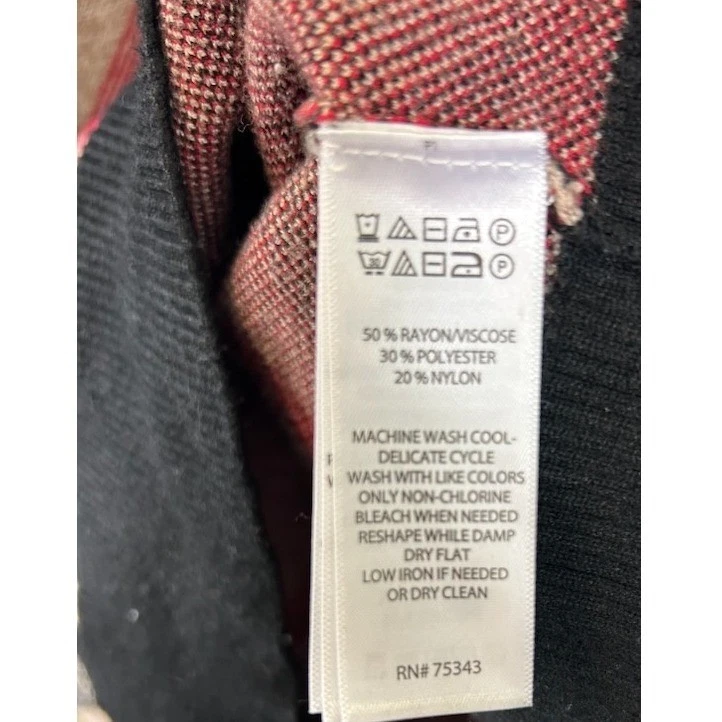 P
P
50 % RAYON/VISCOSE
30 % POLYESTER
20 % NYLON
MACHINE WASH COOL-
DELICATE CYCLE
WASH WITH LIKE COLORS
ONLY NON-CHLORINE
BLEACH WHEN NEEDED
RESHAPE WHILE DAMP
DRY FLAT
LOW IRON IF NEEDED
OR DRY CLEAN
RN# 75343